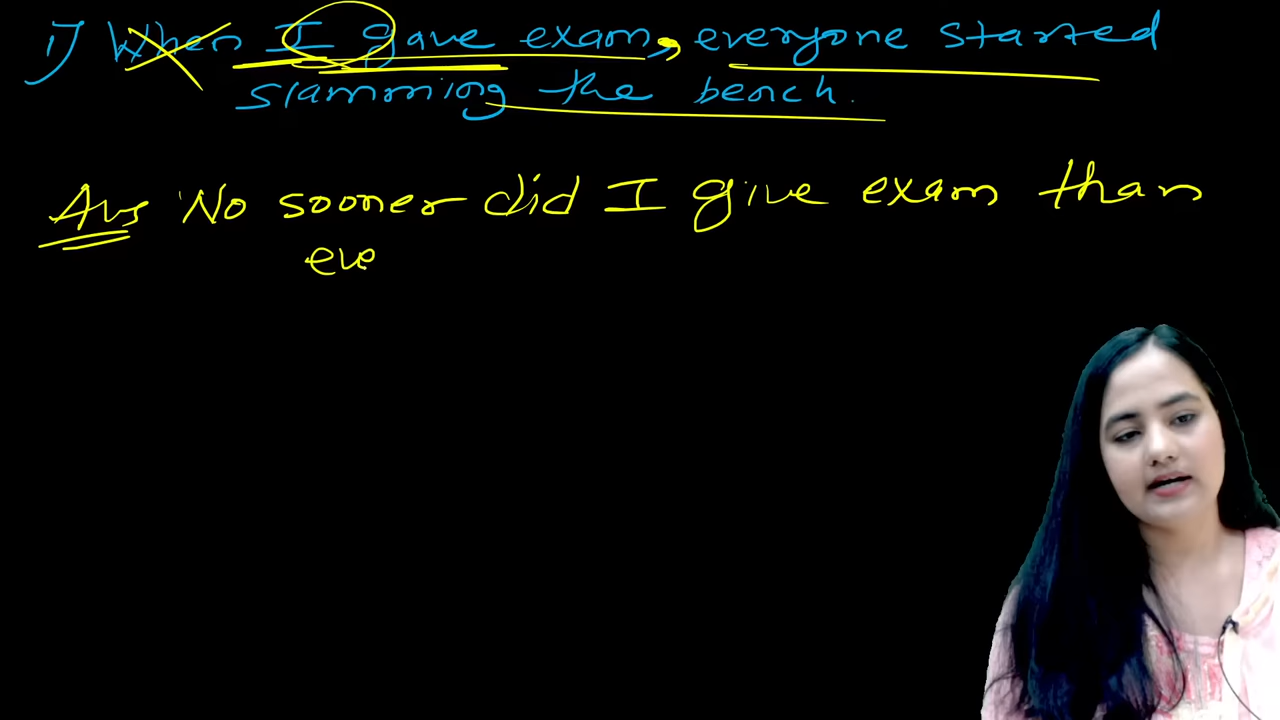 1) When I gave exam, everyone started
slamming the bench.
Ans No sooner did I give exam than
eve